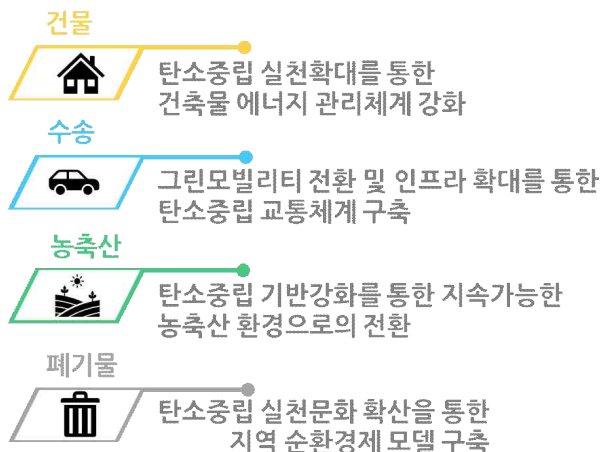 건물
탄소중립 실천확대를 통한
건축물 에너지 관리체계 강화
수송
그린모빌리티 전환 및 인프라 확대를 통한
탄소중립 교통체계 구축
농축산
탄소중립 기반강화를 통한 지속가능한
농축산 환경으로의 전환
폐기물
탄소중립 실천문화 확산을 통한
지역 순환경제 모델 구축